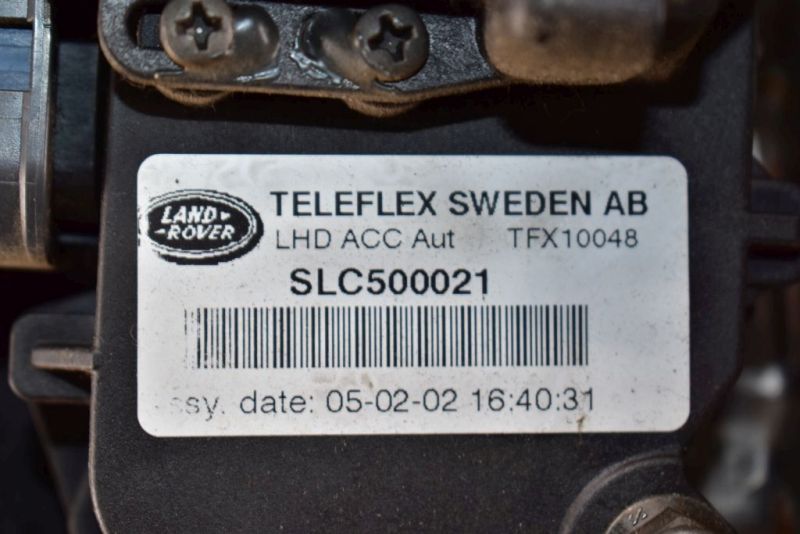 LAND
ROVER
TELEFLEX SWEDEN AB
LHD ACC Aut TFX10048
SLC500021
date: 05-02-02 16:40:31